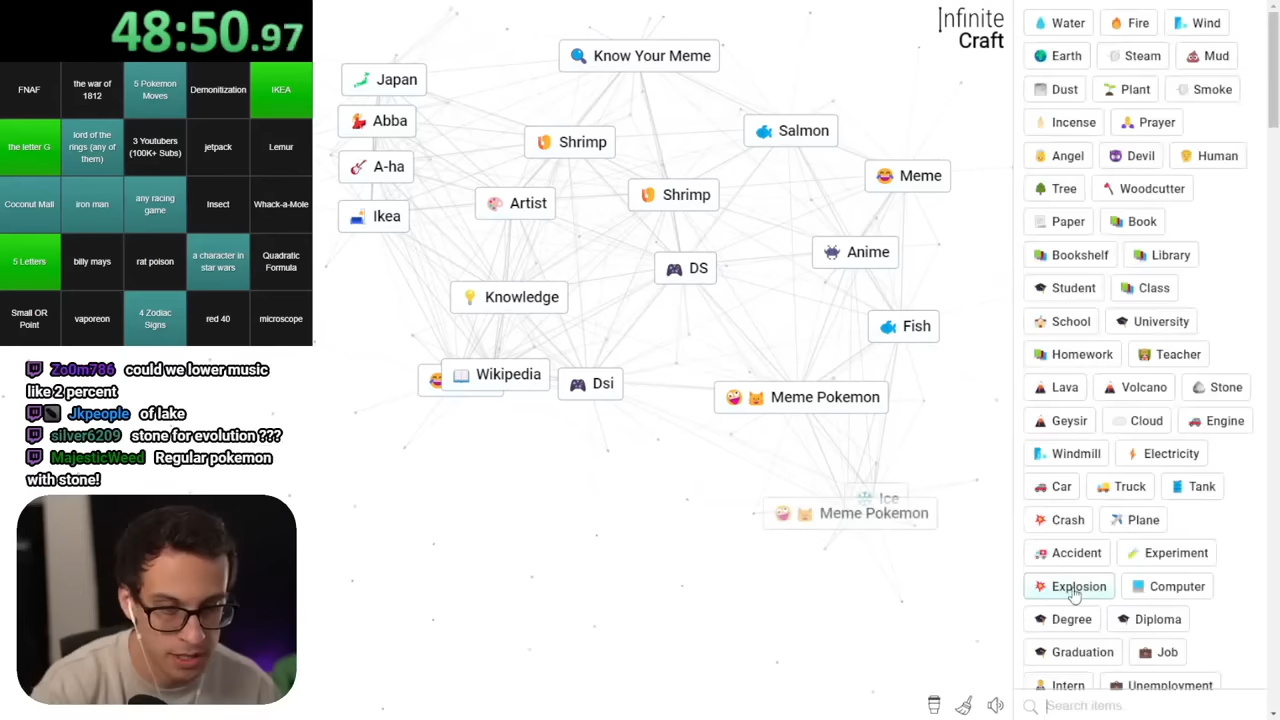 48:50.97
FNAF
the war of
1812
5 Pokemon
Moves
Demonitization
IKEA
the letter G
lord of the
rings (any of
them)
3 Youtubers
(100K+ Subs)
jetpack
Lemur
Coconut Mall
iron man
any racing
game
Insect
Whack-a-Mole
5 Letters
billy mays
rat poison
a character in
star wars
Quadratic
Formula
Small OR
Point
vaporeon
4 Zodiac
Signs
red 40
microscope
Zo0m786 could we lower music
like 2 percent
Jkpeople of lake
silver6209 stone for evolution ???
MajesticWeed Regular pokemon
with stone!
Infinite
Craft
Know Your Meme
Japan
Abba
A-ha
Ikea
Shrimp
Salmon
Meme
Artist
Shrimp
DS
Anime
Knowledge
Fish
Wikipedia
Dsi
Meme Pokemon
Ice
Meme Pokemon
Water
Fire
Wind
Earth
Steam
Mud
Dust
Plant
Smoke
Incense
Prayer
Angel
Devil
Human
Tree
Woodcutter
Paper
Book
Bookshelf
Library
Student
Class
School
University
Homework
Teacher
Lava
Volcano
Stone
Geysir
Cloud
Engine
Windmill
Electricity
Car
Truck
Tank
Crash
Plane
Accident
Experiment
Explosion
Computer
Degree
Diploma
Graduation
Job
Intern
Unemployment
Search items...